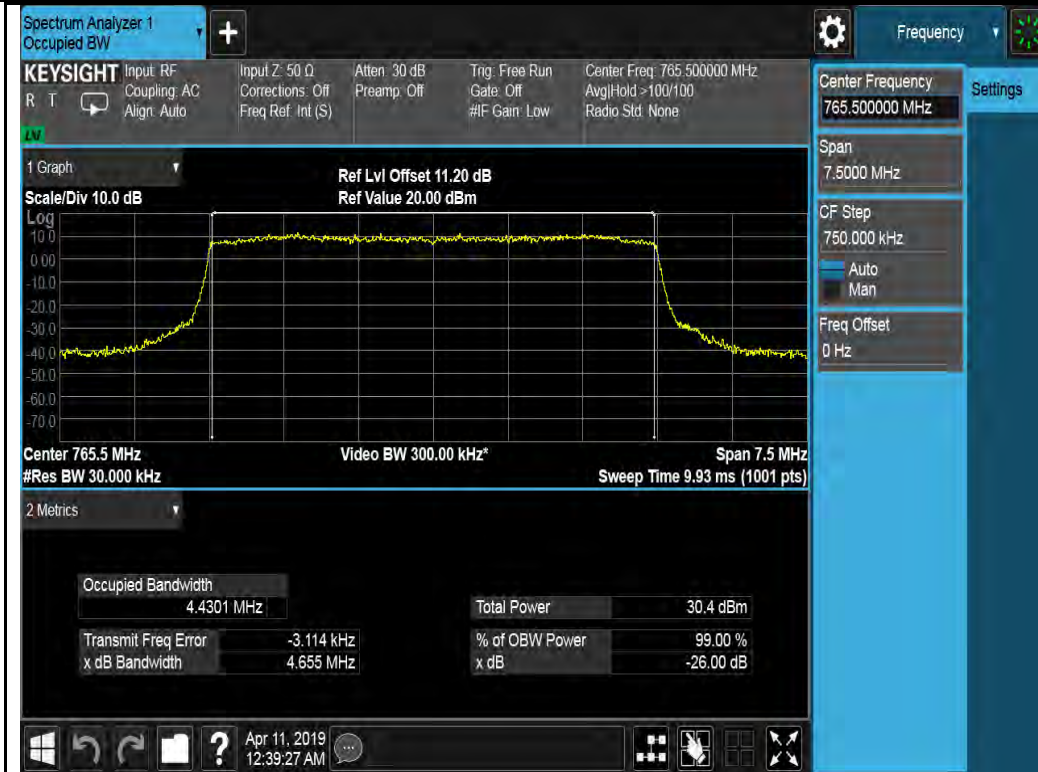 Spectrum Analyzer 1
Occupied BW
+
Frequency
KEYSIGHT
R T
LV
Input: RF
Coupling: AC
Align: Auto
Input Z: 50 Ω
Corrections: Off
Freq Ref: Int (S)
Atten: 30 dB
Preamp: Off
Trig: Free Run
Gate: Off
#IF Gain: Low
Center Freq: 765.500000 MHz
Avg|Hold >100/100
Radio Std: None
Center Frequency
765.500000 MHz
Settings
Span
7.5000 MHz
CF Step
750.000 kHz
Auto
Man
Freq Offset
0 Hz
1 Graph
Scale/Div 10.0 dB
Ref Lvl Offset 11.20 dB
Ref Value 20.00 dBm
Log
10.0
0.00
-10.0
-20.0
-30.0
-40.0
-50.0
-60.0
-70.0
Center 765.5 MHz
#Res BW 30.000 kHz
Video BW 300.00 kHz*
Span 7.5 MHz
Sweep Time 9.93 ms (1001 pts)
2 Metrics
Occupied Bandwidth
4.4301 MHz
Total Power 30.4 dBm
Transmit Freq Error -3.114 kHz
% of OBW Power 99.00 %
x dB Bandwidth 4.655 MHz
x dB -26.00 dB
?
Apr 11, 2019
12:39:27 AM